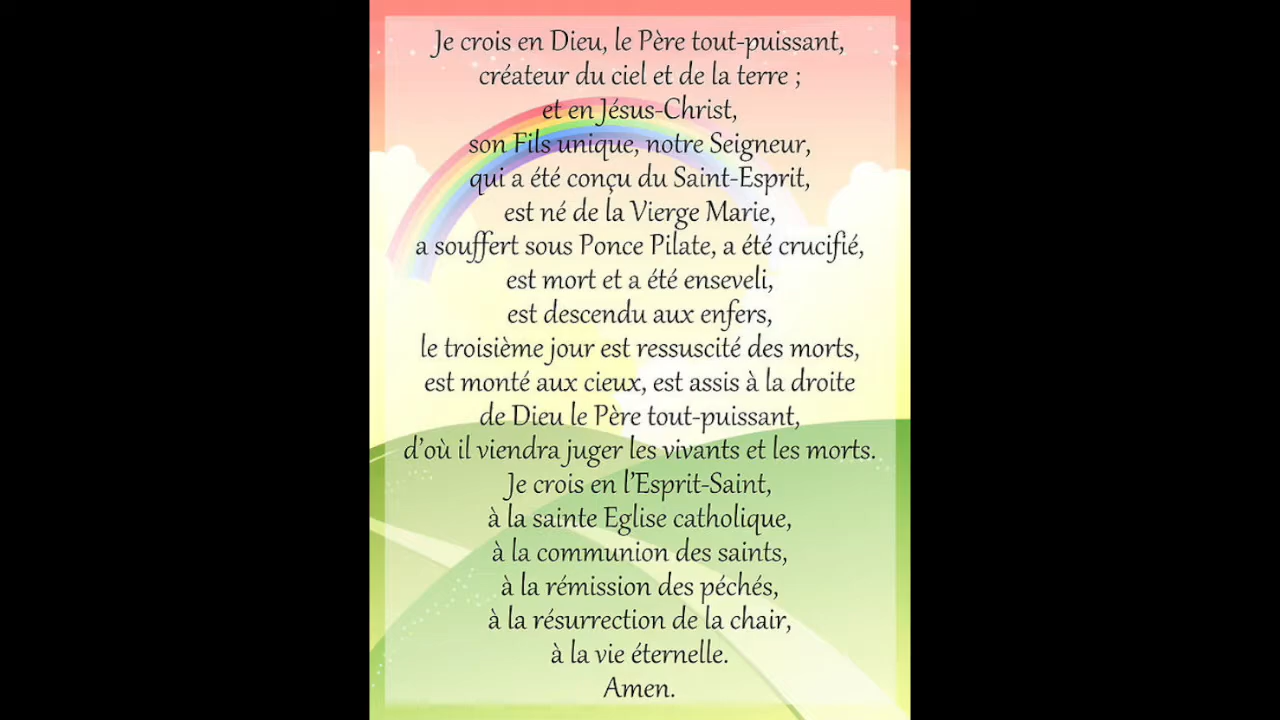 Je crois en Dieu, le Père tout-puissant,
créateur du ciel et de la terre ;
et en Jésus-Christ,
son Fils unique, notre Seigneur,
qui a été conçu du Saint-Esprit,
est né de la Vierge Marie,
a souffert sous Ponce Pilate, a été crucifié,
est mort et a été enseveli,
est descendu aux enfers,
le troisième jour est ressuscité des morts,
est monté aux cieux, est assis à la droite
de Dieu le Père tout-puissant,
d'où il viendra juger les vivants et les morts.
Je crois en l'Esprit-Saint,
à la sainte Eglise catholique,
à la communion des saints,
à la rémission des péchés,
à la résurrection de la chair,
à la vie éternelle.
Amen.